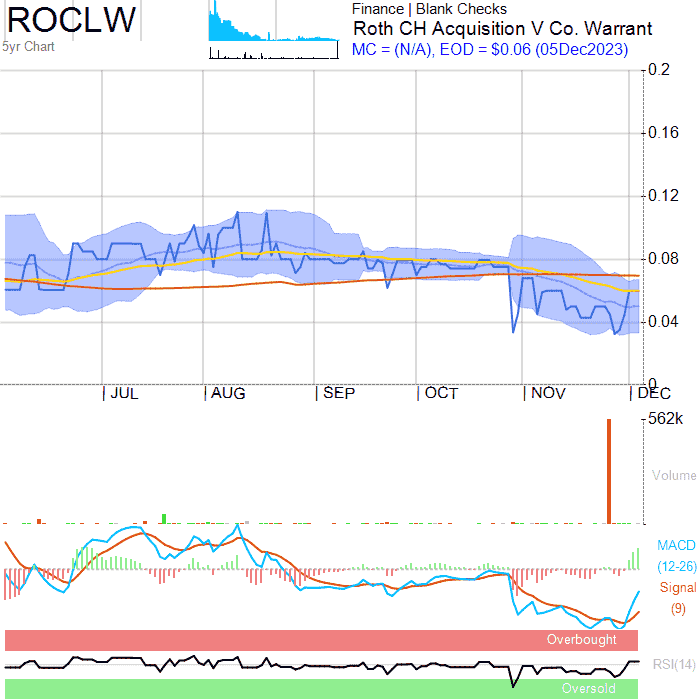 ROCLW
5yr Chart
Finance | Blank Checks
Roth CH Acquisition V Co. Warrant
MC = (N/A), EOD = $0.06 (05Dec2023)
0.2
0.16
0.12
0.08
0.04
0
JUL AUG SEP OCT NOV DEC
562k
Volume
MACD
(12-26)
Signal
(9)
Overbought
RSI(14)
Oversold